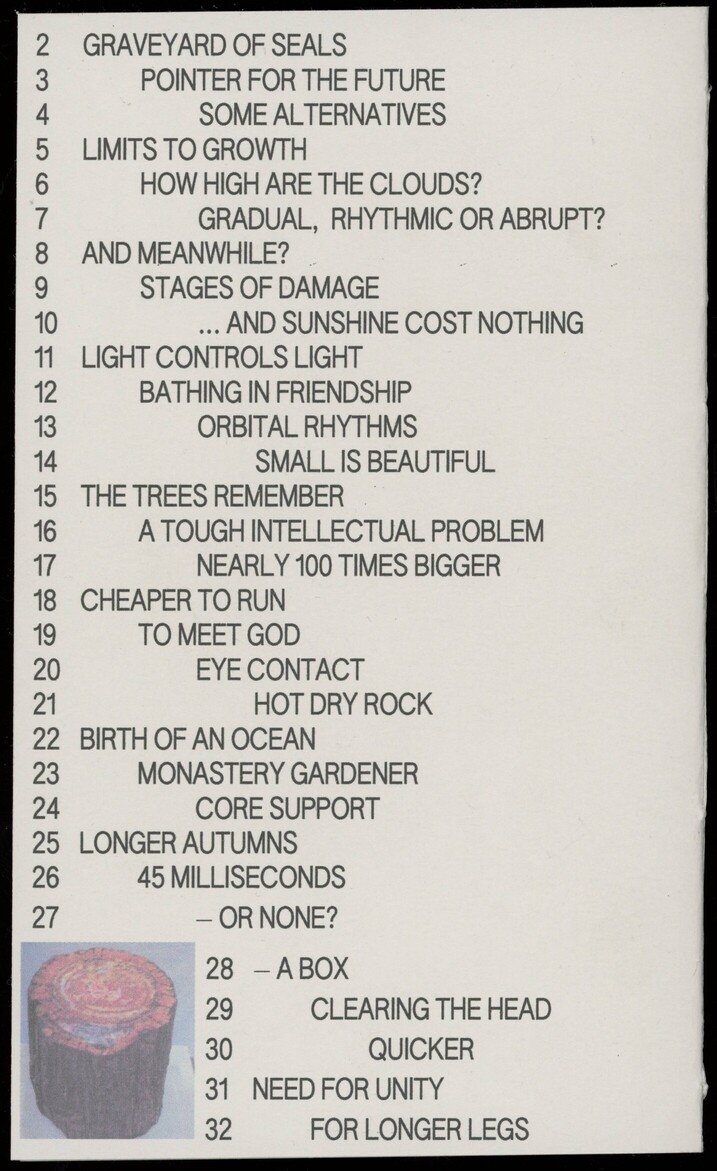 2 GRAVEYARD OF SEALS
3 POINTER FOR THE FUTURE
4 SOME ALTERNATIVES
5 LIMITS TO GROWTH
6 HOW HIGH ARE THE CLOUDS?
7 GRADUAL, RHYTHMIC OR ABRUPT?
8 AND MEANWHILE?
9 STAGES OF DAMAGE
10 ... AND SUNSHINE COST NOTHING
11 LIGHT CONTROLS LIGHT
12 BATHING IN FRIENDSHIP
13 ORBITAL RHYTHMS
14 SMALL IS BEAUTIFUL
15 THE TREES REMEMBER
16 A TOUGH INTELLECTUAL PROBLEM
17 NEARLY 100 TIMES BIGGER
18 CHEAPER TO RUN
19 TO MEET GOD
20 EYE CONTACT
21 HOT DRY ROCK
22 BIRTH OF AN OCEAN
23 MONASTERY GARDENER
24 CORE SUPPORT
25 LONGER AUTUMNS
26 45 MILLISECONDS
27 – OR NONE?
28 – A BOX
29 CLEARING THE HEAD
30 QUICKER
31 NEED FOR UNITY
32 FOR LONGER LEGS